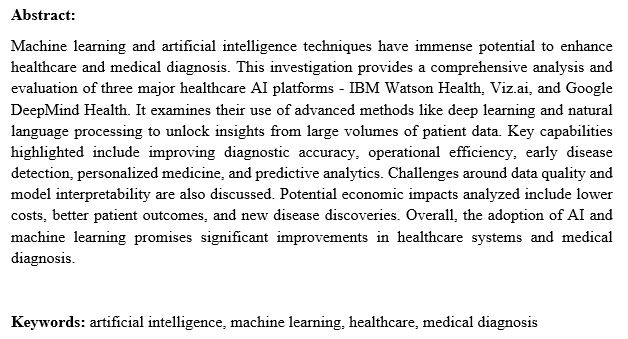 Abstract:
Machine learning and artificial intelligence techniques have immense potential to enhance
healthcare and medical diagnosis. This investigation provides a comprehensive analysis and
evaluation of three major healthcare AI platforms - IBM Watson Health, Viz.ai, and Google
DeepMind Health. It examines their use of advanced methods like deep learning and natural
language processing to unlock insights from large volumes of patient data. Key capabilities
highlighted include improving diagnostic accuracy, operational efficiency, early disease
detection, personalized medicine, and predictive analytics. Challenges around data quality and
model interpretability are also discussed. Potential economic impacts analyzed include lower
costs, better patient outcomes, and new disease discoveries. Overall, the adoption of AI and
machine learning promises significant improvements in healthcare systems and medical
diagnosis.
Keywords: artificial intelligence, machine learning, healthcare, medical diagnosis